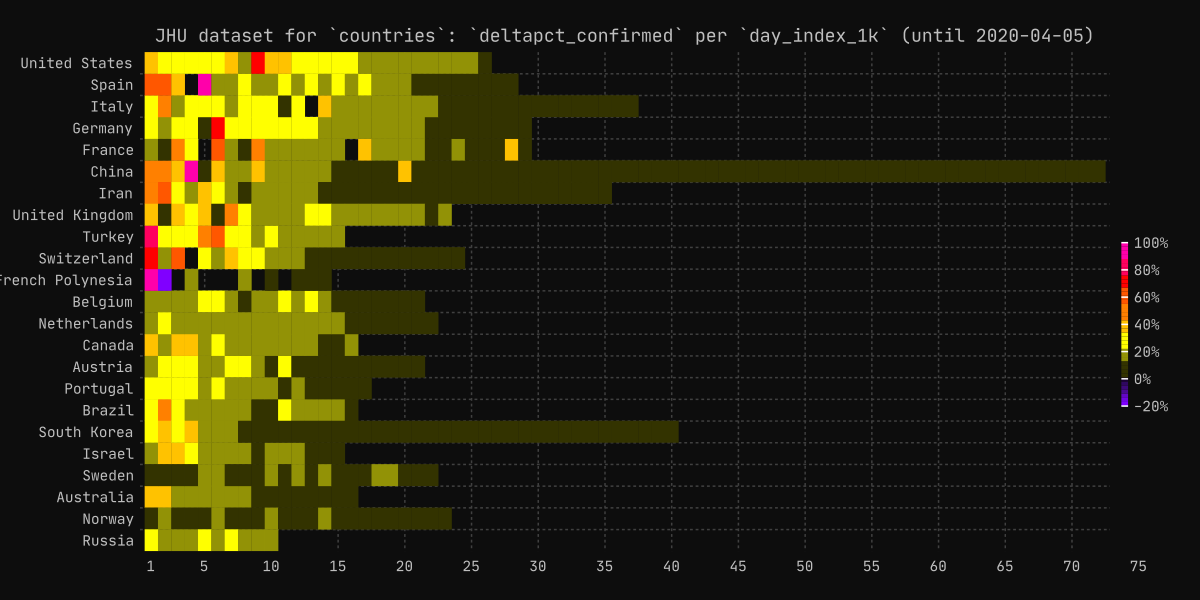 JHU dataset for `countries`: `deltapct_confirmed` per `day_index_1k` (until 2020-04-05)
United States
Spain
Italy
Germany
France
China
Iran
United Kingdom
Turkey
Switzerland
French Polynesia
Belgium
Netherlands
Canada
Austria
Portugal
Brazil
South Korea
Israel
Sweden
Australia
Norway
Russia
1 5 10 15 20 25 30 35 40 45 50 55 60 65 70 75
100%
80%
60%
40%
20%
0%
-20%